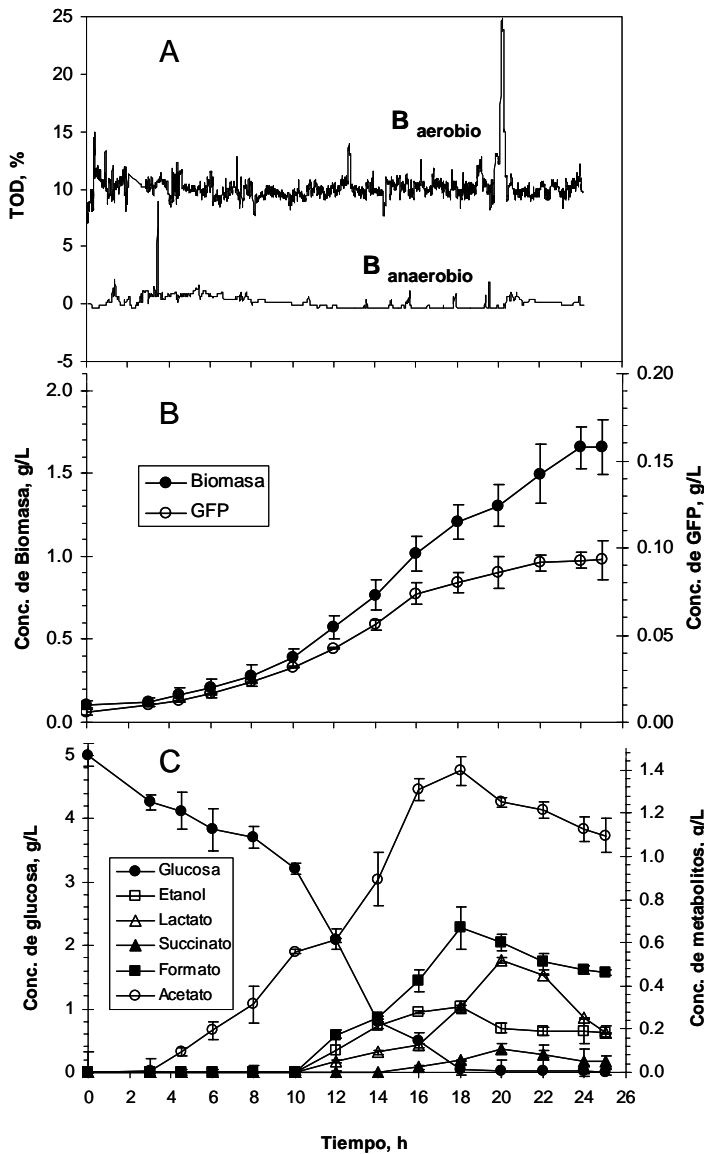 A
25
20
15
10
5
0
-5
TOD, %
B aerobio
B anaerobio
B
2.0
1.5
1.0
0.5
0.0
Conc. de Biomasa, g/L
Biomasa
GFP
0.20
0.15
0.10
0.05
0.00
Conc. de GFP, g/L
C
5
4
3
2
1
0
Conc. de glucosa, g/L
Glucosa
Etanol
Lactato
Succinato
Formato
Acetato
1.4
1.2
1.0
0.8
0.6
0.4
0.2
0.0
Conc. de metabolitos, g/L
0 2 4 6 8 10 12 14 16 18 20 22 24 26
Tiempo, h